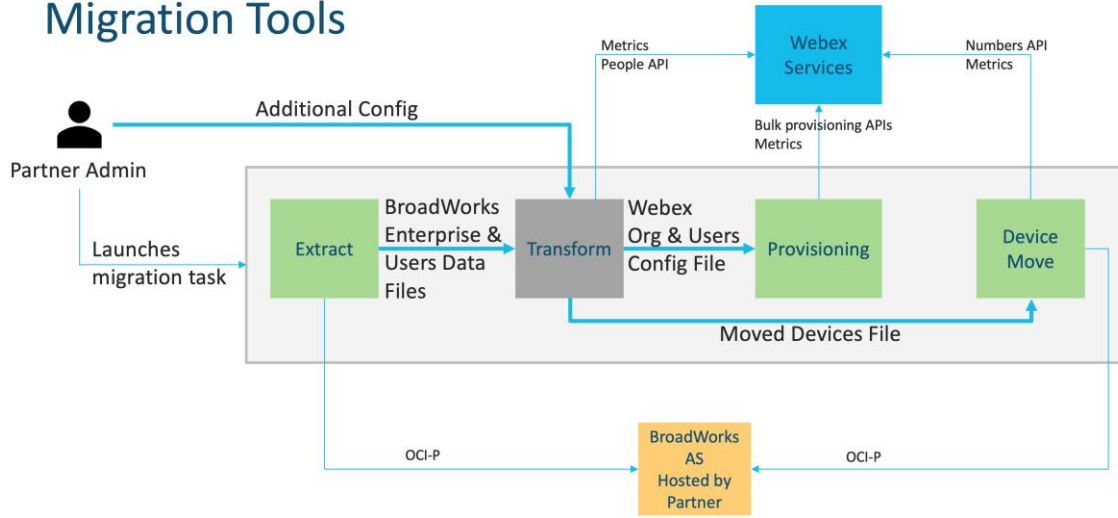 Migration Tools
Metrics
People API
Webex
Services
Numbers API
Metrics
Additional Config
Bulk provisioning APIs
Metrics
Partner Admin
Launches
migration task
Extract
BroadWorks
Enterprise &
Users Data
Files
Transform
Webex
Org & Users
Config File
Provisioning
Device
Move
Moved Devices File
OCI-P
BroadWorks
AS
Hosted by
Partner
OCI-P